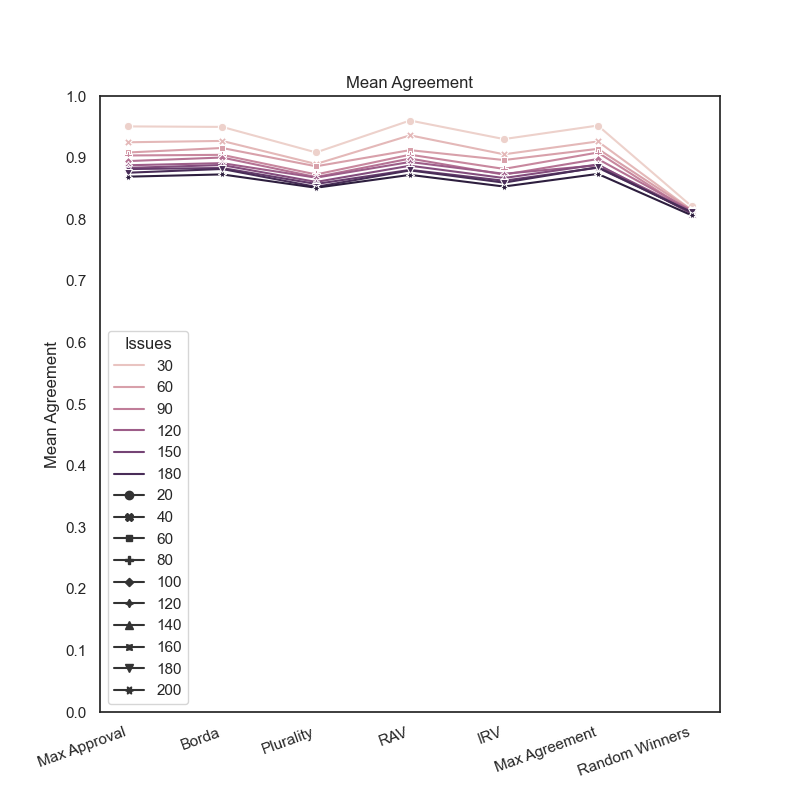 Mean Agreement
1.0
0.9
0.8
0.7
0.6
0.5
0.4
0.3
0.2
0.1
0.0
Mean Agreement
Issues
30
60
90
120
150
180
20
40
60
80
100
120
140
160
180
200
Max Approval
Borda
Plurality
RAV
IRV
Max Agreement
Random Winners